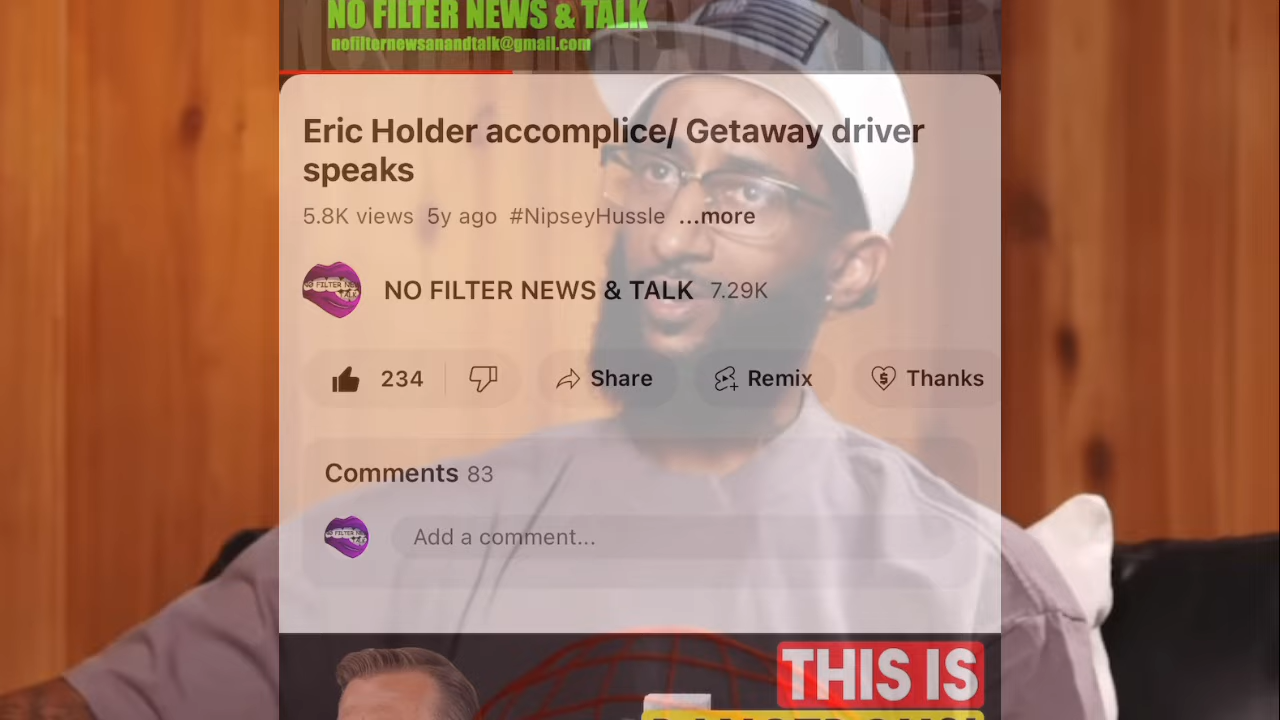 NO FILTER NEWS & TALK
nofilternewsanandtalk@gmail.com
Eric Holder accomplice/ Getaway driver
speaks
5.8K views 5y ago #NipseyHussle ...more
NO FILTER NEWS & TALK 7.29K
234 Share Remix Thanks
Comments 83
Add a comment...
THIS IS